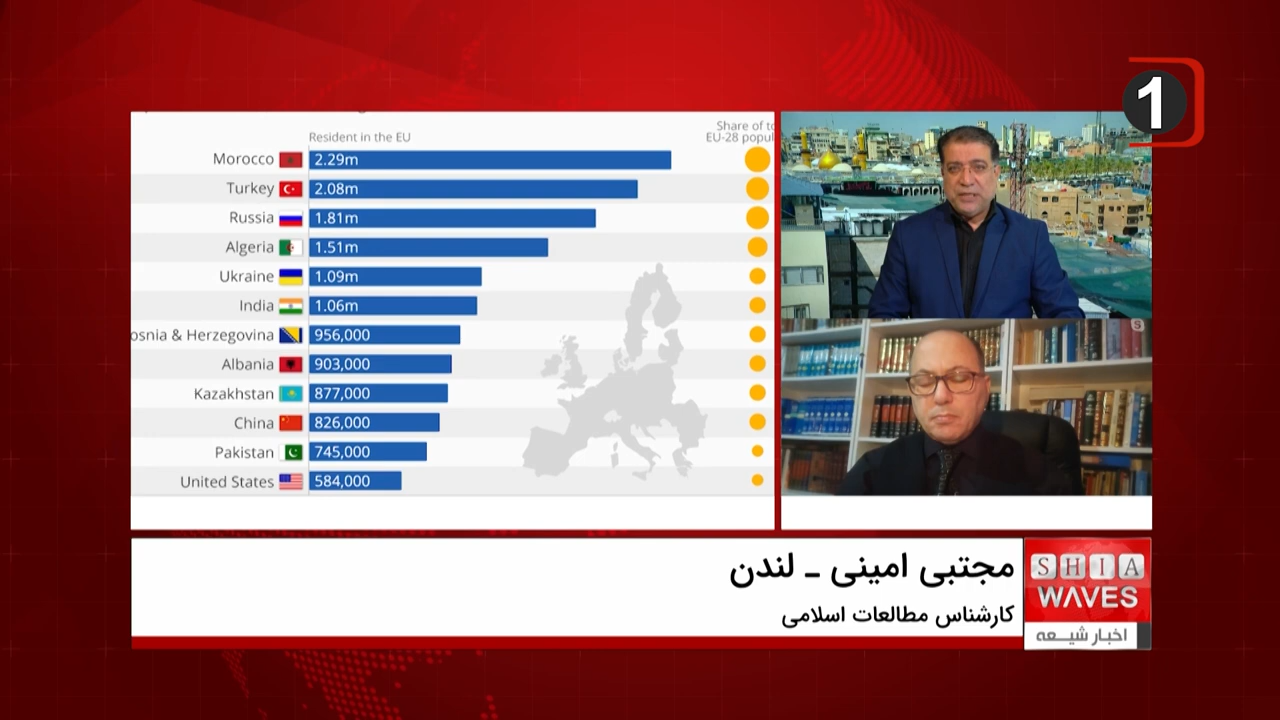 1
Resident in the EU
Share of to
EU-28 popul
Morocco 2.29m
Turkey 2.08m
Russia 1.81m
Algeria 1.51m
Ukraine 1.09m
India 1.06m
osnia & Herzegovina 956,000
Albania 903,000
Kazakhstan 877,000
China 826,000
Pakistan 745,000
United States 584,000
S
مجتبی امینی ـ لندن
کارشناس مطالعات اسلامی
SHIA
WAVES
اخبار شیعه